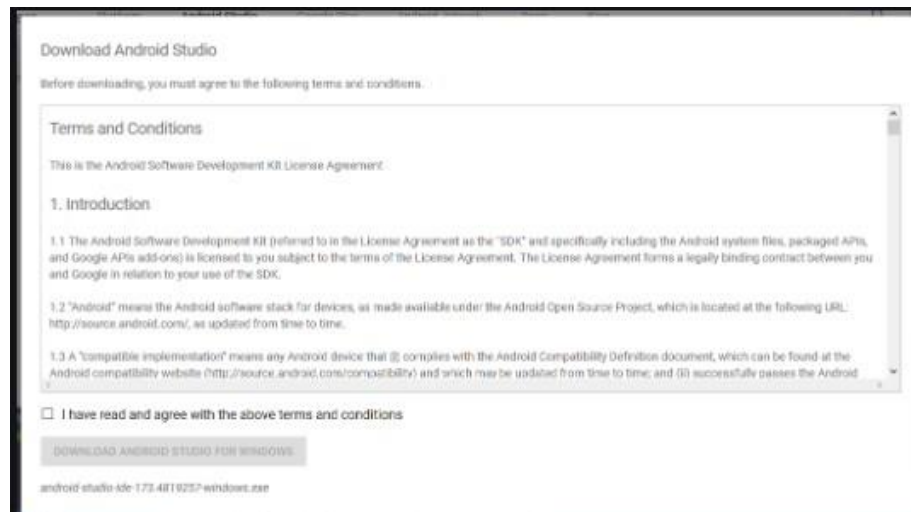 Download Android Studio
Before downloading, you must agree to the following terms and conditions.
Terms and Conditions
This is the Android Software Development Kit License Agreement
1. Introduction
1.1 The Android Software Development Kit (referred to in the License Agreement as the "SDK" and specifically including the Android system files, packaged APIs,
and Google APIs add-ons) is licensed to you subject to the terms of the License Agreement. The License Agreement forms a legally binding contract between you
and Google in relation to your use of the SDK.
1.2 "Android" means the Android software stack for devices, as made available under the Android Open Source Project, which is located at the following URL:
http://source.android.com/, as updated from time to time.
1.3 A "compatible implementation" means any Android device that (i) complies with the Android Compatibility Definition document, which can be found at the
Android compatibility website (http://source.android.com/compatibility) and which may be updated from time to time; and (ii) successfully passes the Android
I have read and agree with the above terms and conditions
DOWNLOAD ANDROID STUDIO FOR WINDOWS
android-studio-ide-173.4819257-windows.exe